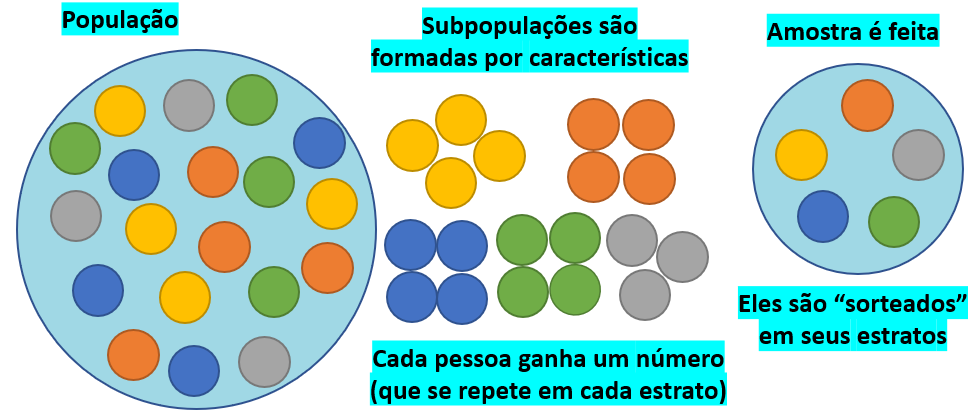 População
Subpopulações são
formadas por características
Amostra é feita
Cada pessoa ganha um número
(que se repete em cada estrato)
Eles são “sorteados”
em seus estratos